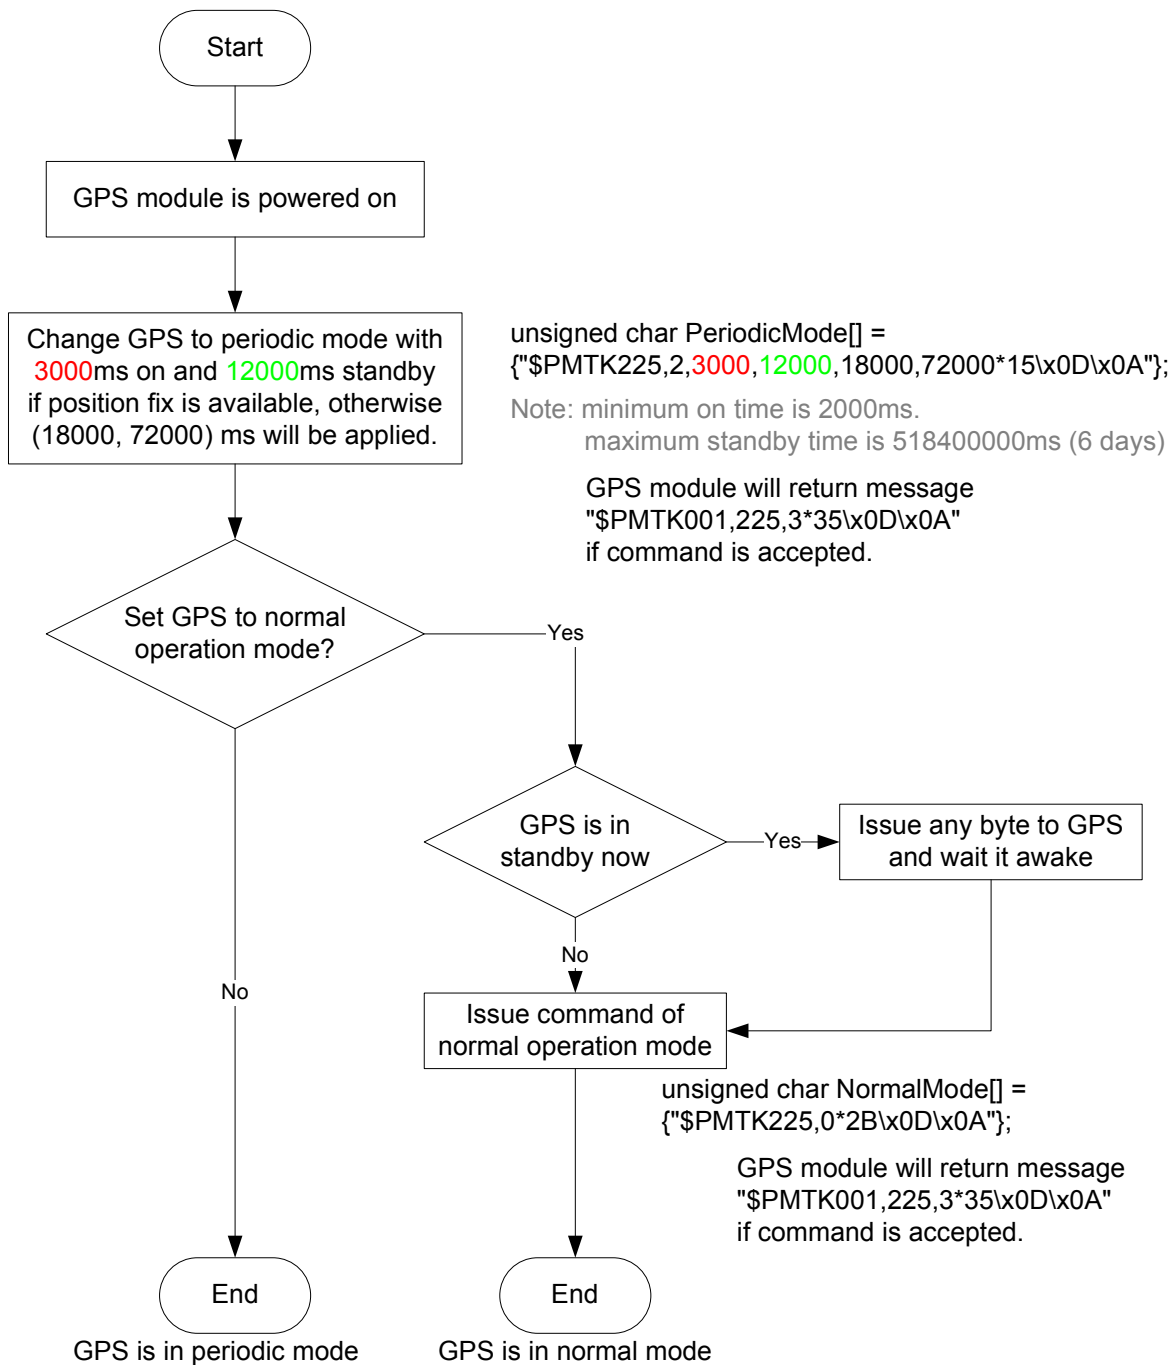 Start
GPS module is powered on
Change GPS to periodic mode with
3000ms on and 12000ms standby
if position fix is available, otherwise
(18000, 72000) ms will be applied.
unsigned char PeriodicMode[] =
{"$PMTK225,2,3000,12000,18000,72000*15\x0D\x0A"};
Note: minimum on time is 2000ms.
maximum standby time is 518400000ms (6 days)
GPS module will return message
"$PMTK001,225,3*35\x0D\x0A"
if command is accepted.
Set GPS to normal
operation mode?
Yes
GPS is in
standby now
Yes
Issue any byte to GPS
and wait it awake
No
No
Issue command of
normal operation mode
unsigned char NormalMode[] =
{"$PMTK225,0*2B\x0D\x0A"};
GPS module will return message
"$PMTK001,225,3*35\x0D\x0A"
if command is accepted.
End
GPS is in periodic mode
End
GPS is in normal mode